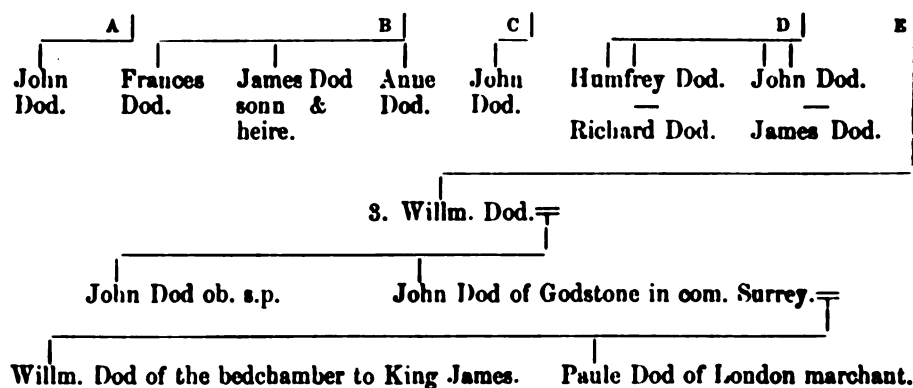 A B C D E
John Frances James Dod Anne John Humfrey Dod. John Dod.
Dod. Dod. sonn & Dod. Dod.
heire. Richard Dod. James Dod.
3. Willm. Dod.
John Dod ob. s.p. John Dod of Godstone in com. Surrey.
Willm. Dod of the bedchamber to King James. Paule Dod of London marchant.